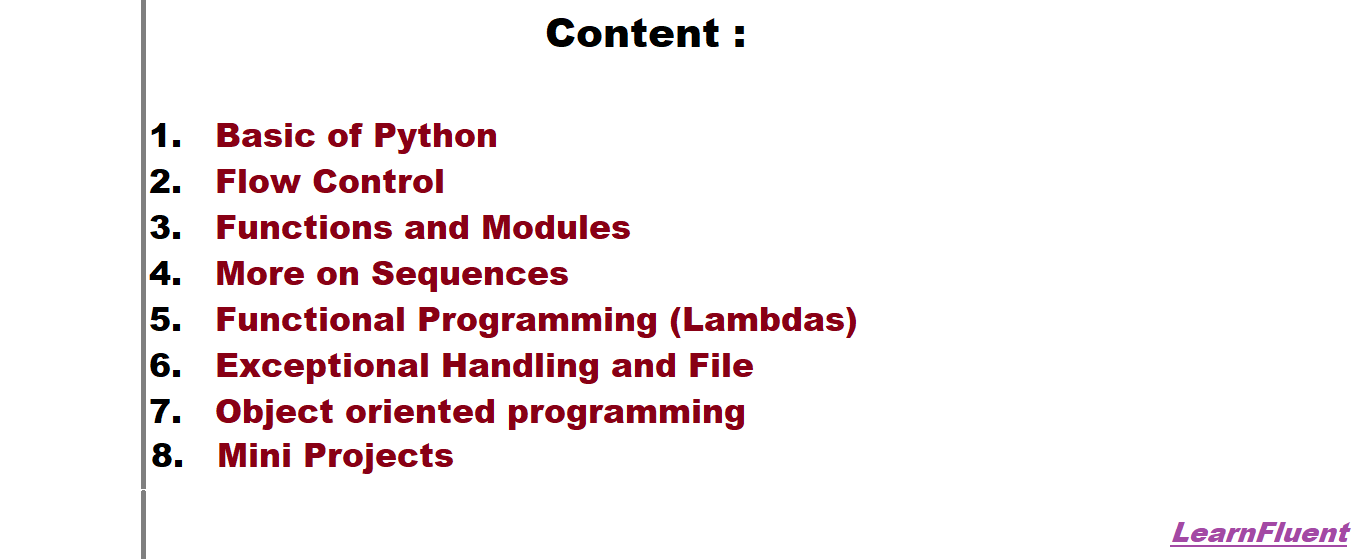 Content :
1. Basic of Python
2. Flow Control
3. Functions and Modules
4. More on Sequences
5. Functional Programming (Lambdas)
6. Exceptional Handling and File
7. Object oriented programming
8. Mini Projects
LearnFluent